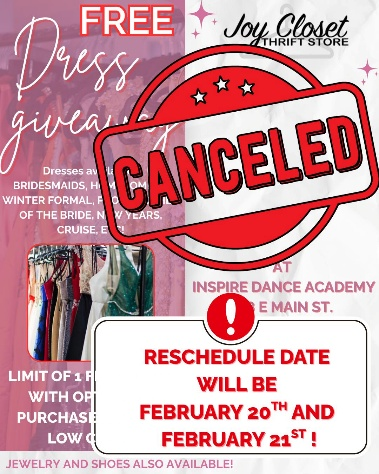 FREE
Dress
giveaway
Joy Closet
THRIFT STORE
CANCELED
Dresses
BRIDESMAIDS,
WINTER FORMAL,
OF THE BRIDE, NEW YEARS,
CRUISE,
AT
INSPIRE DANCE ACADEMY
E MAIN ST.
!
RESCHEDULE DATE
WILL BE
FEBRUARY 20TH AND
FEBRUARY 21ST !
LIMIT OF 1
WITH
PURCHASE
LOW
JEWELRY AND SHOES ALSO AVAILABLE!